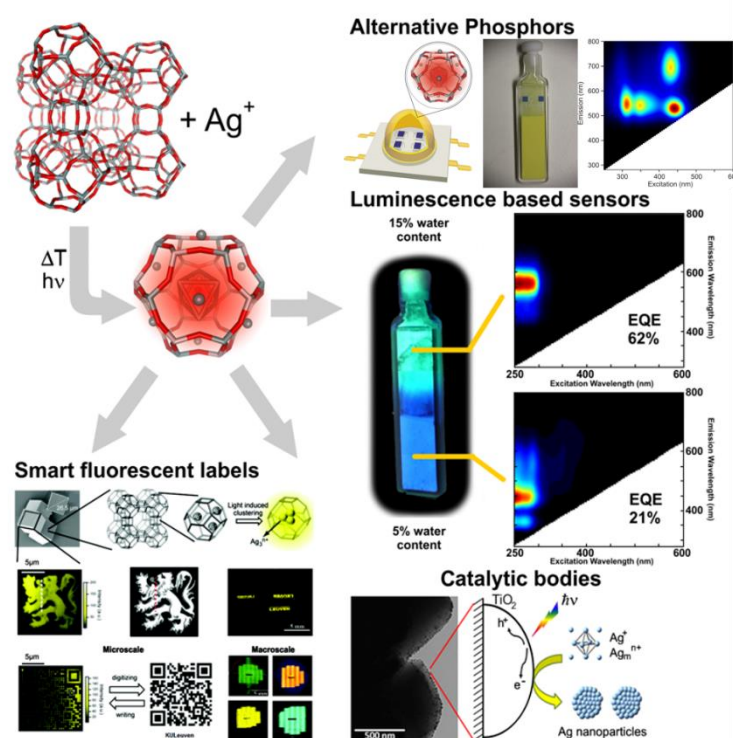 + Ag+
ΔT
hν
Alternative Phosphors
Emission (nm)
800
700
600
500
400
300
300
400
500
600
Excitation (nm)
Luminescence based sensors
15% water
content
5% water
content
800
600
400
Emission Wavelength (nm)
EQE
62%
250
400
600
Excitation Wavelength (nm)
800
600
400
Emission Wavelength (nm)
EQE
21%
250
400
600
Excitation Wavelength (nm)
Smart fluorescent labels
Light induced
clustering
Ag3n+
5µm
Microscale
Macroscale
5µm
digitizing
writing
KULeuven
Catalytic bodies
500 nm
TiO2
h+
e-
ħν
Ag+
Agmn+
Ag nanoparticles